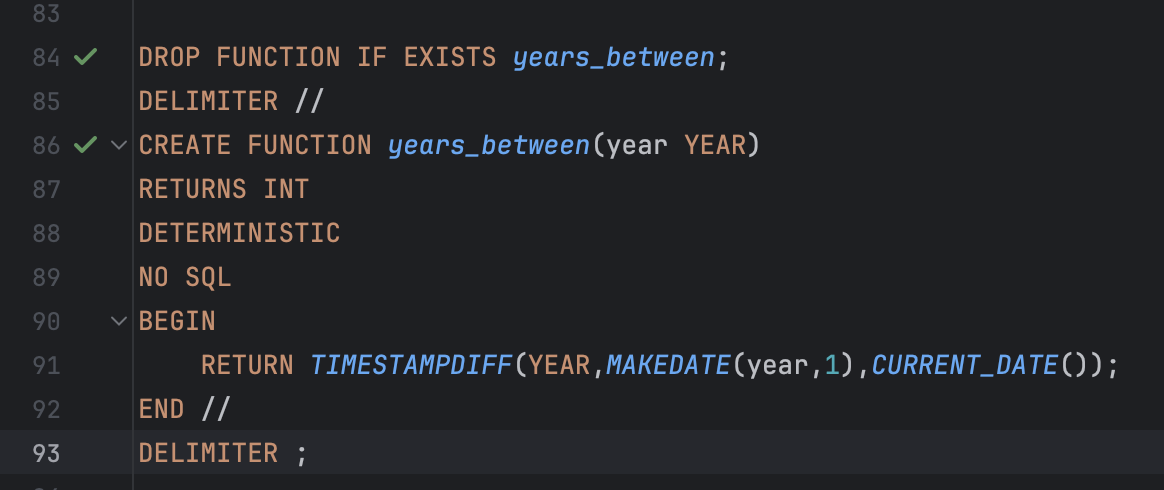 83
84 DROP FUNCTION IF EXISTS years_between;
85 DELIMITER //
86 CREATE FUNCTION years_between(year YEAR)
87 RETURNS INT
88 DETERMINISTIC
89 NO SQL
90 BEGIN
91     RETURN TIMESTAMPDIFF(YEAR,MAKEDATE(year,1),CURRENT_DATE());
92 END //
93 DELIMITER ;